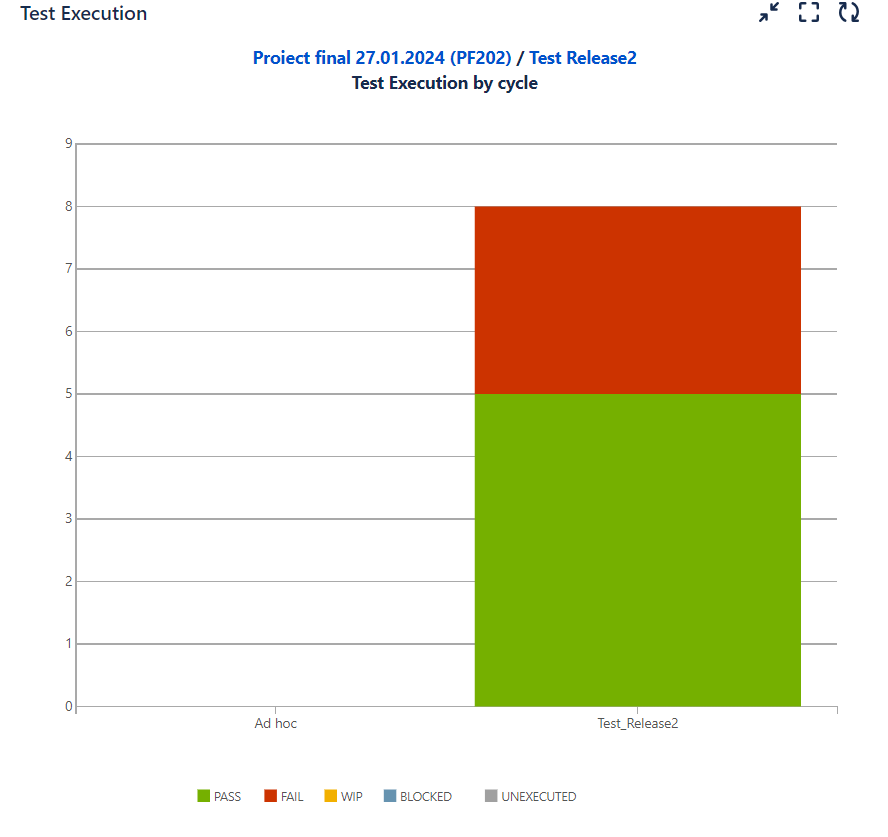 Test Execution
Proiect final 27.01.2024 (PF202) / Test Release2
Test Execution by cycle
9
8
7
6
5
4
3
2
1
0
Ad hoc Test_Release2
PASS FAIL WIP BLOCKED UNEXECUTED